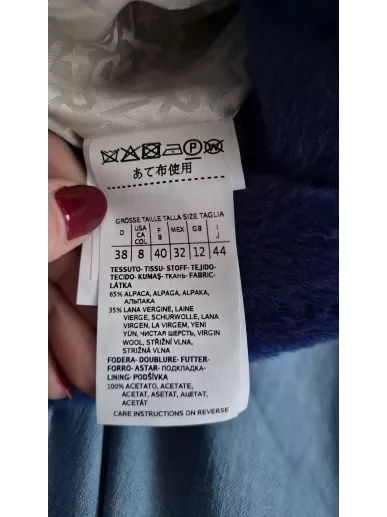 P
あて布使用
GRÖSSE TAILLE TALLA SIZE TAGLIA
D USA CA COL F B MEX GB I J
38 8 40 32 12 44
TESSUTO- TISSU- STOFF- TEJIDO-
TECIDO- KUMAŞ- ТКАНЬ- FABRIC-
LÁTKA
65% ALPACA, ALPAGA, ALPAKA,
АЛЬПАКА
35% LANA VERGINE, LAINE
VIERGE, SCHURWOLLE, LANA
VIRGEN, LA VIRGEM, YENI
YÜN, ЧИСТАЯ ШЕРСТЬ, VIRGIN
WOOL, STŘIŽNÍ VLNA,
STRIŽNÁ VLNA
FODERA- DOUBLURE- FUTTER-
FORRO- ASTAR- ПОДКЛАДКА-
LINING- PODŠÍVKA
100% ACETATO, ACETATE,
ACETAT, ASETAT, АЦЕТАТ,
ACETÁT
CARE INSTRUCTIONS ON REVERSE